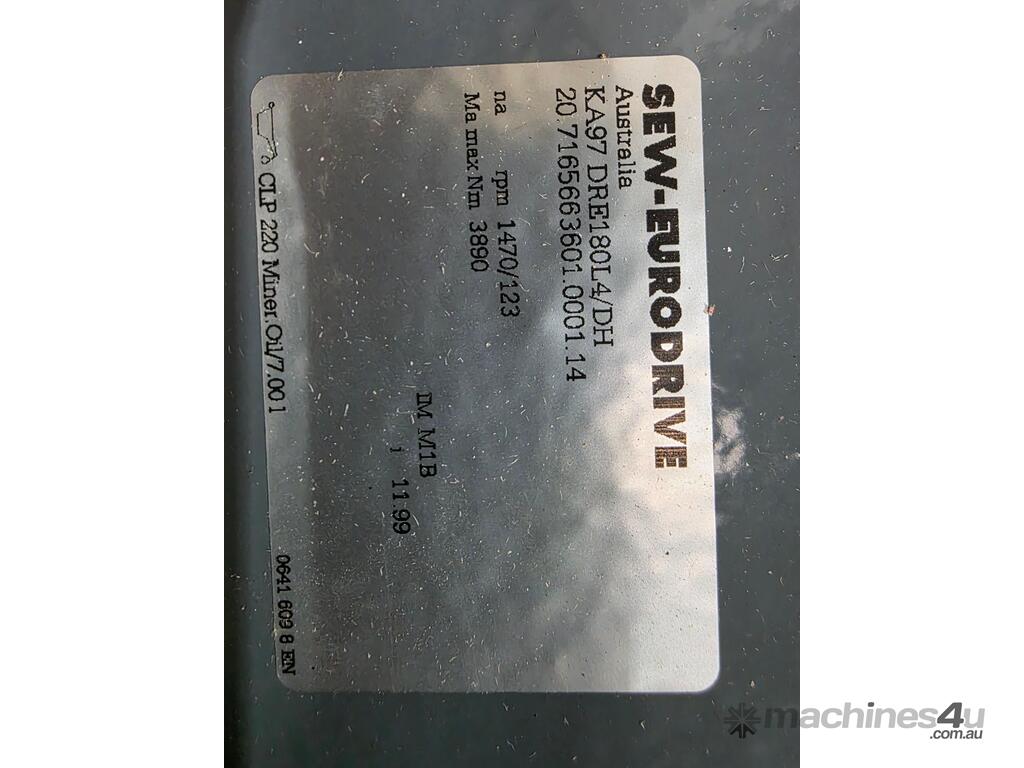 SEW-EURODRIVE
Australia
KA97 DRE180L4/DH
20.7165663601.0001.14
na rpm 1470/123
Ma max Nm 3890
IM M1B
i 11.99
CLP 220 Miner.Oil/7.00 l
0641 609 8 EN
machines4u
.com.au